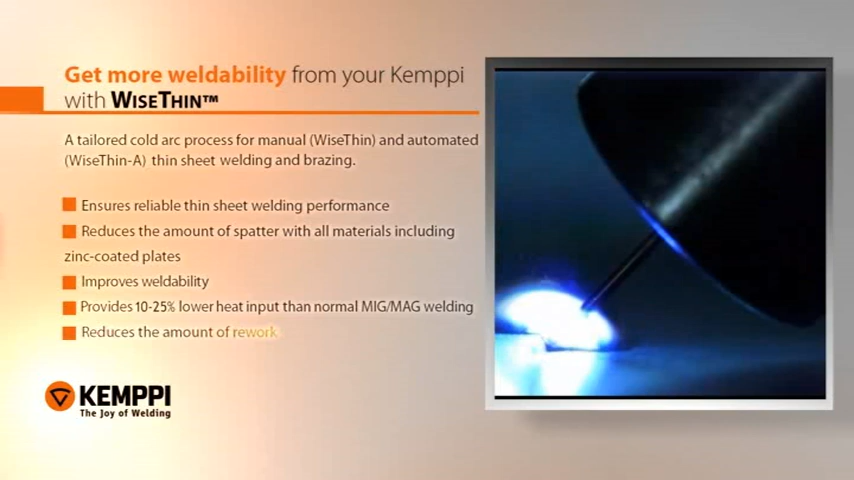 Get more weldability from your Kemppi
with WISETHIN™
A tailored cold arc process for manual (WiseThin) and automated
(WiseThin-A) thin sheet welding and brazing.
Ensures reliable thin sheet welding performance
Reduces the amount of spatter with all materials including
zinc-coated plates
Improves weldability
Provides 10-25% lower heat input than normal MIG/MAG welding
Reduces the amount of rework
KEMPPI
The Joy of Welding